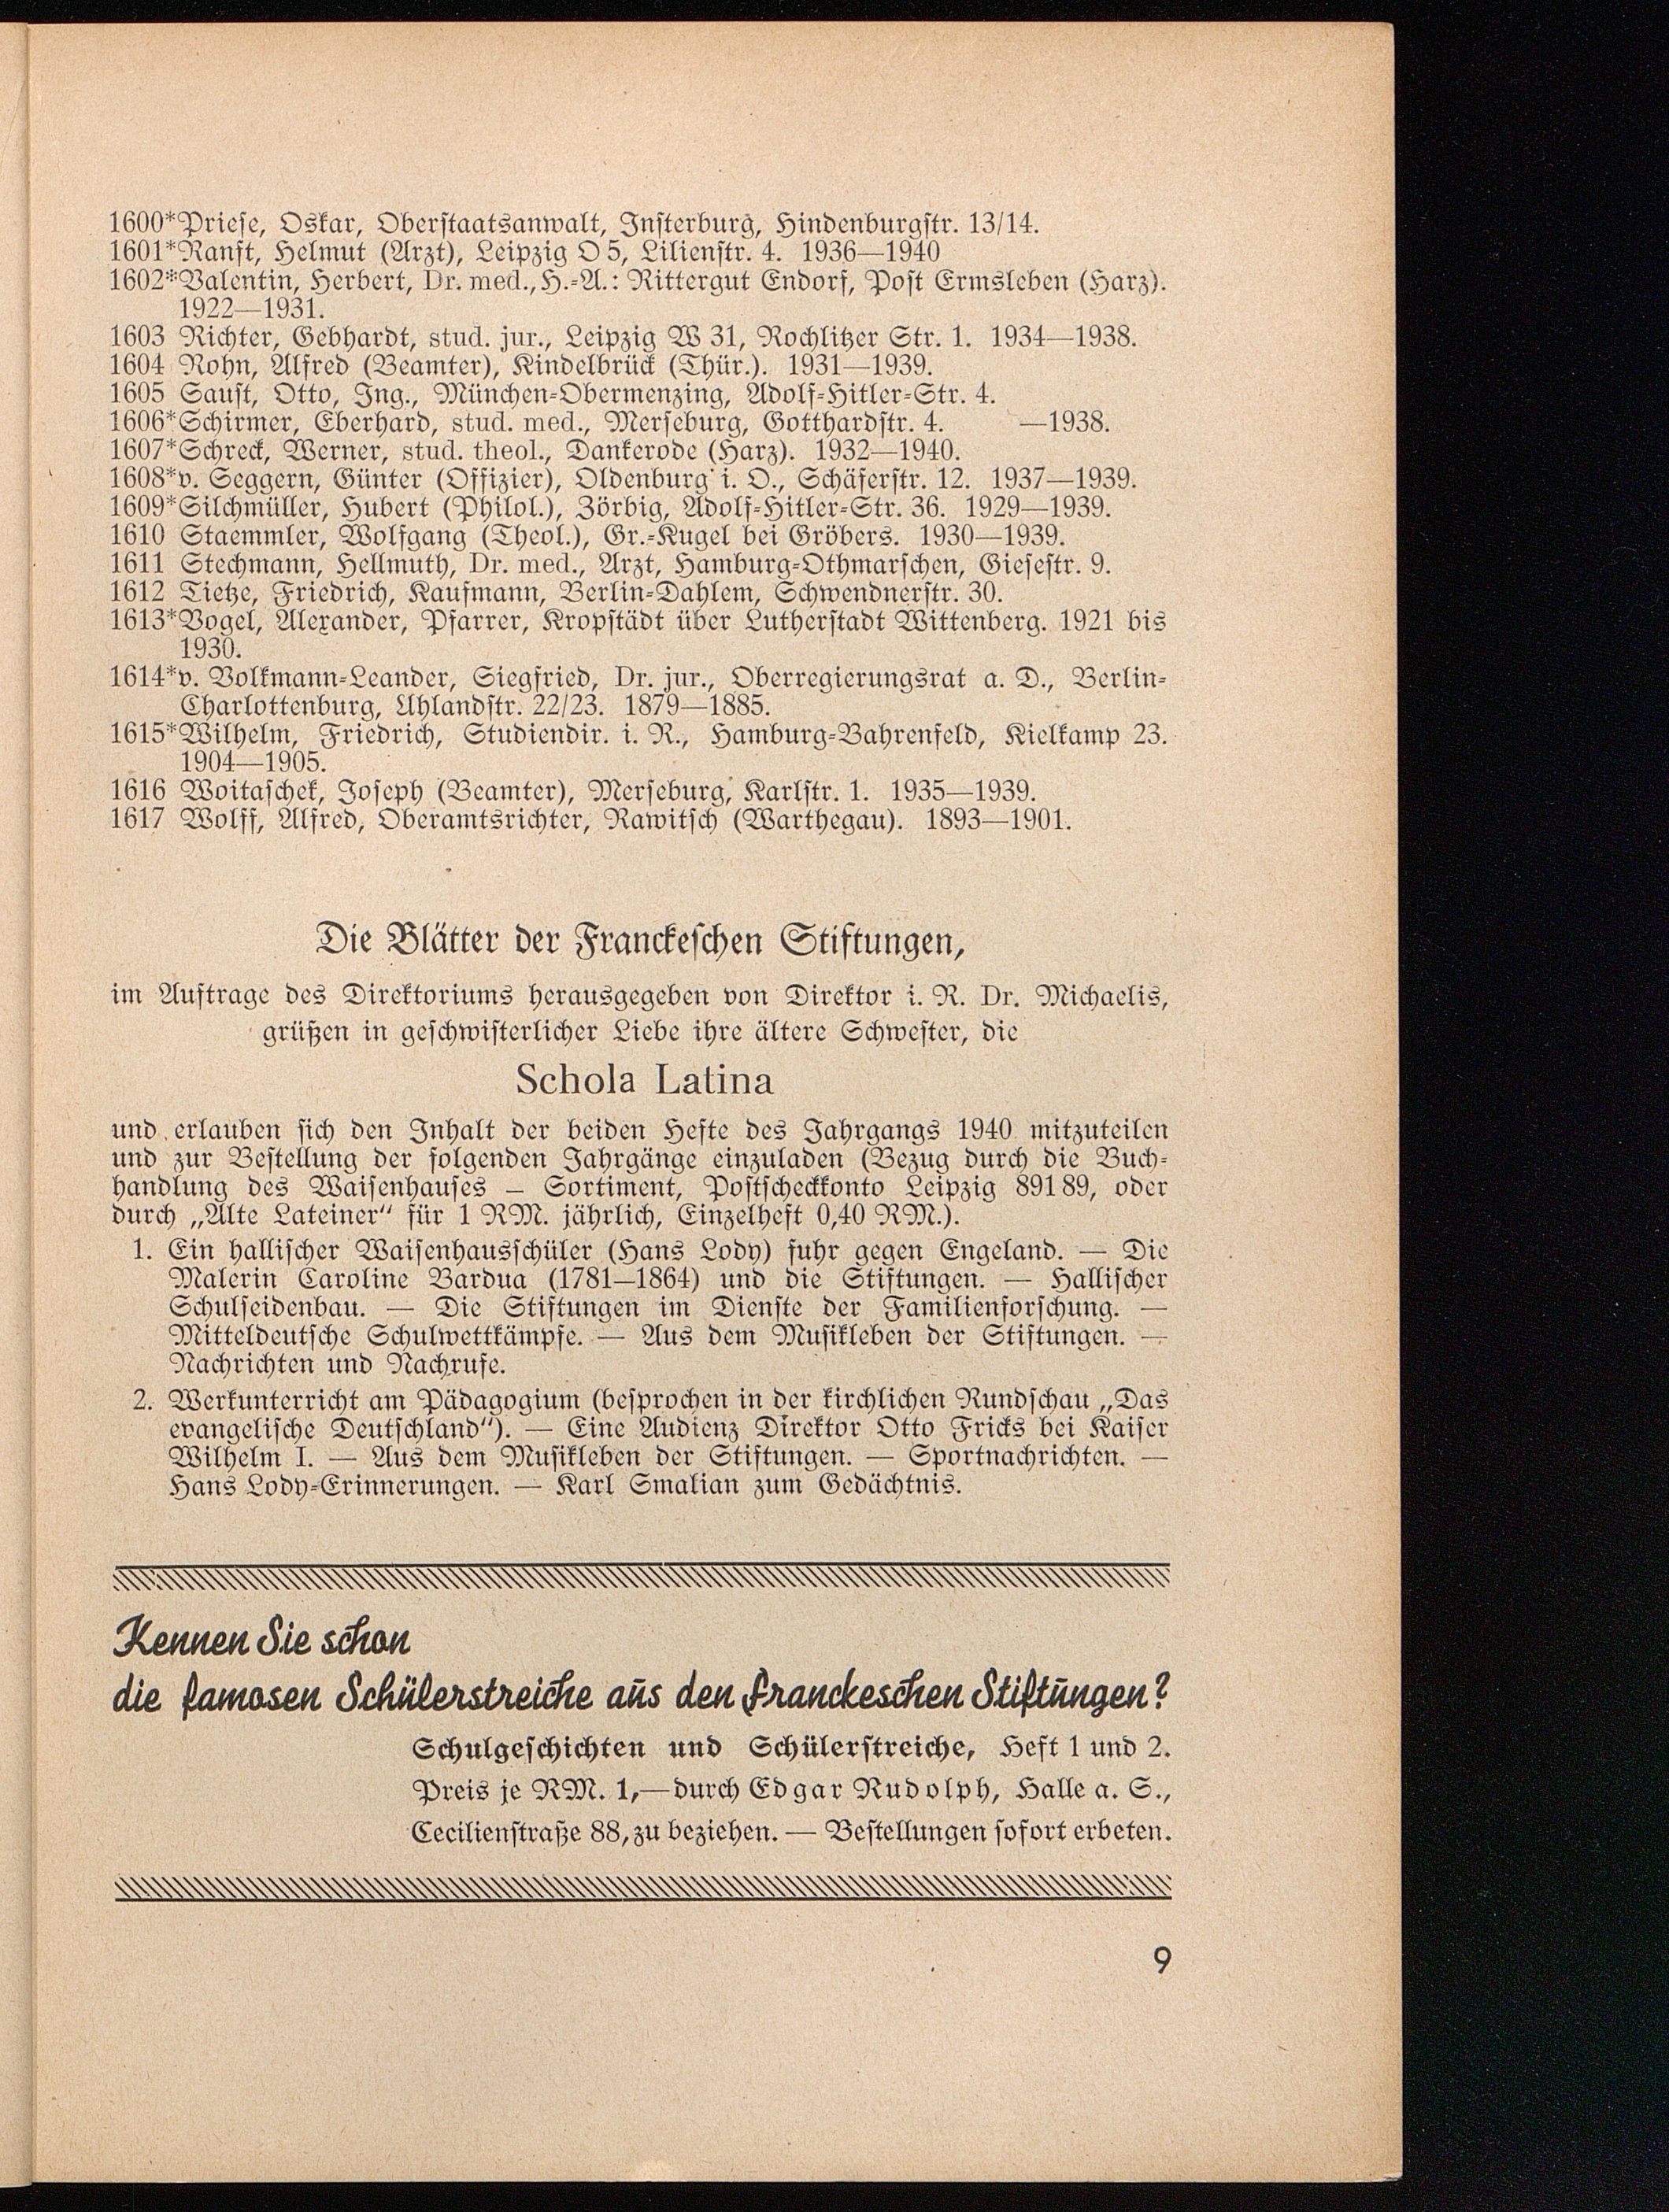 1600*Priese, Oskar, Oberstaatsanwalt, Insterburg, Hindenburgstr. 13/14.
1601*Ranft, Helmut (Arzt), Leipzig O 5, Lilienstr. 4. 1936—1940
1602*Valentin, Herbert, Dr. med., H.-A.: Rittergut Endorf, Post Ermsleben (Harz).
1922—1931.
1603 Richter, Gebhardt, stud. jur., Leipzig W 31, Rochlitzer Str. 1. 1934—1938.
1604 Rohn, Alfred (Beamter), Kindelbrück (Thür.). 1931—1939.
1605 Saust, Otto, Ing., München-Obermenzing, Adolf-Hitler-Str. 4.
1606*Schirmer, Eberhard, stud. med., Merseburg, Gotthardstr. 4. —1938.
1607*Schreck, Werner, stud. theol., Dankerode (Harz). 1932—1940.
1608*v. Seggern, Günter (Offizier), Oldenburg i. O., Schäferstr. 12. 1937—1939.
1609*Silchmüller, Hubert (Philol.), Zörbig, Adolf-Hitler-Str. 36. 1929—1939.
1610 Staemmler, Wolfgang (Theol.), Gr.-Kugel bei Gröbers. 1930—1939.
1611 Stechmann, Hellmuth, Dr. med., Arzt, Hamburg-Othmarschen, Giesestr. 9.
1612 Tietze, Friedrich, Kaufmann, Berlin-Dahlem, Schwendnerstr. 30.
1613*Vogel, Alexander, Pfarrer, Kropstädt über Lutherstadt Wittenberg. 1921 bis
1930.
1614*v. Volkmann-Leander, Siegfried, Dr. jur., Oberregierungsrat a. D., Berlin-
Charlottenburg, Uhlandstr. 22/23. 1879—1885.
1615*Wilhelm, Friedrich, Studiendir. i. R., Hamburg-Bahrenfeld, Kielkamp 23.
1904—1905.
1616 Woitaschek, Joseph (Beamter), Merseburg, Karlstr. 1. 1935—1939.
1617 Wolff, Alfred, Oberamtsrichter, Rawitsch (Warthegau). 1893—1901.
Die Blätter der Franckeschen Stiftungen,
im Auftrage des Direktoriums herausgegeben von Direktor i. R. Dr. Michaelis,
grüßen in geschwisterlicher Liebe ihre ältere Schwester, die
Schola Latina
und erlauben sich den Inhalt der beiden Hefte des Jahrgangs 1940 mitzuteilen
und zur Bestellung der folgenden Jahrgänge einzuladen (Bezug durch die Buch-
handlung des Waisenhauses – Sortiment, Postscheckkonto Leipzig 89189, oder
durch „Alte Lateiner“ für 1 RM. jährlich, Einzelheft 0,40 RM.).
1. Ein hallischer Waisenhausschüler (Hans Lody) fuhr gegen Engeland. — Die
Malerin Caroline Bardua (1781—1864) und die Stiftungen. — Hallischer
Schulseidenbau. — Die Stiftungen im Dienste der Familienforschung. —
Mitteldeutsche Schulwettkämpfe. — Aus dem Musikleben der Stiftungen. —
Nachrichten und Nachrufe.
2. Werkunterricht am Pädagogium (besprochen in der kirchlichen Rundschau „Das
evangelische Deutschland“). — Eine Audienz Direktor Otto Fricks bei Kaiser
Wilhelm I. — Aus dem Musikleben der Stiftungen. — Sportnachrichten. —
Hans Lody-Erinnerungen. — Karl Smalian zum Gedächtnis.
Kennen Sie schon
die famosen Schülerstreiche aus den Franckeschen Stiftungen?
Schulgeschichten und Schülerstreiche, Heft 1 und 2.
Preis je RM. 1,— durch Edgar Rudolph, Halle a. S.,
Cecilienstraße 88, zu beziehen. — Bestellungen sofort erbeten.
9